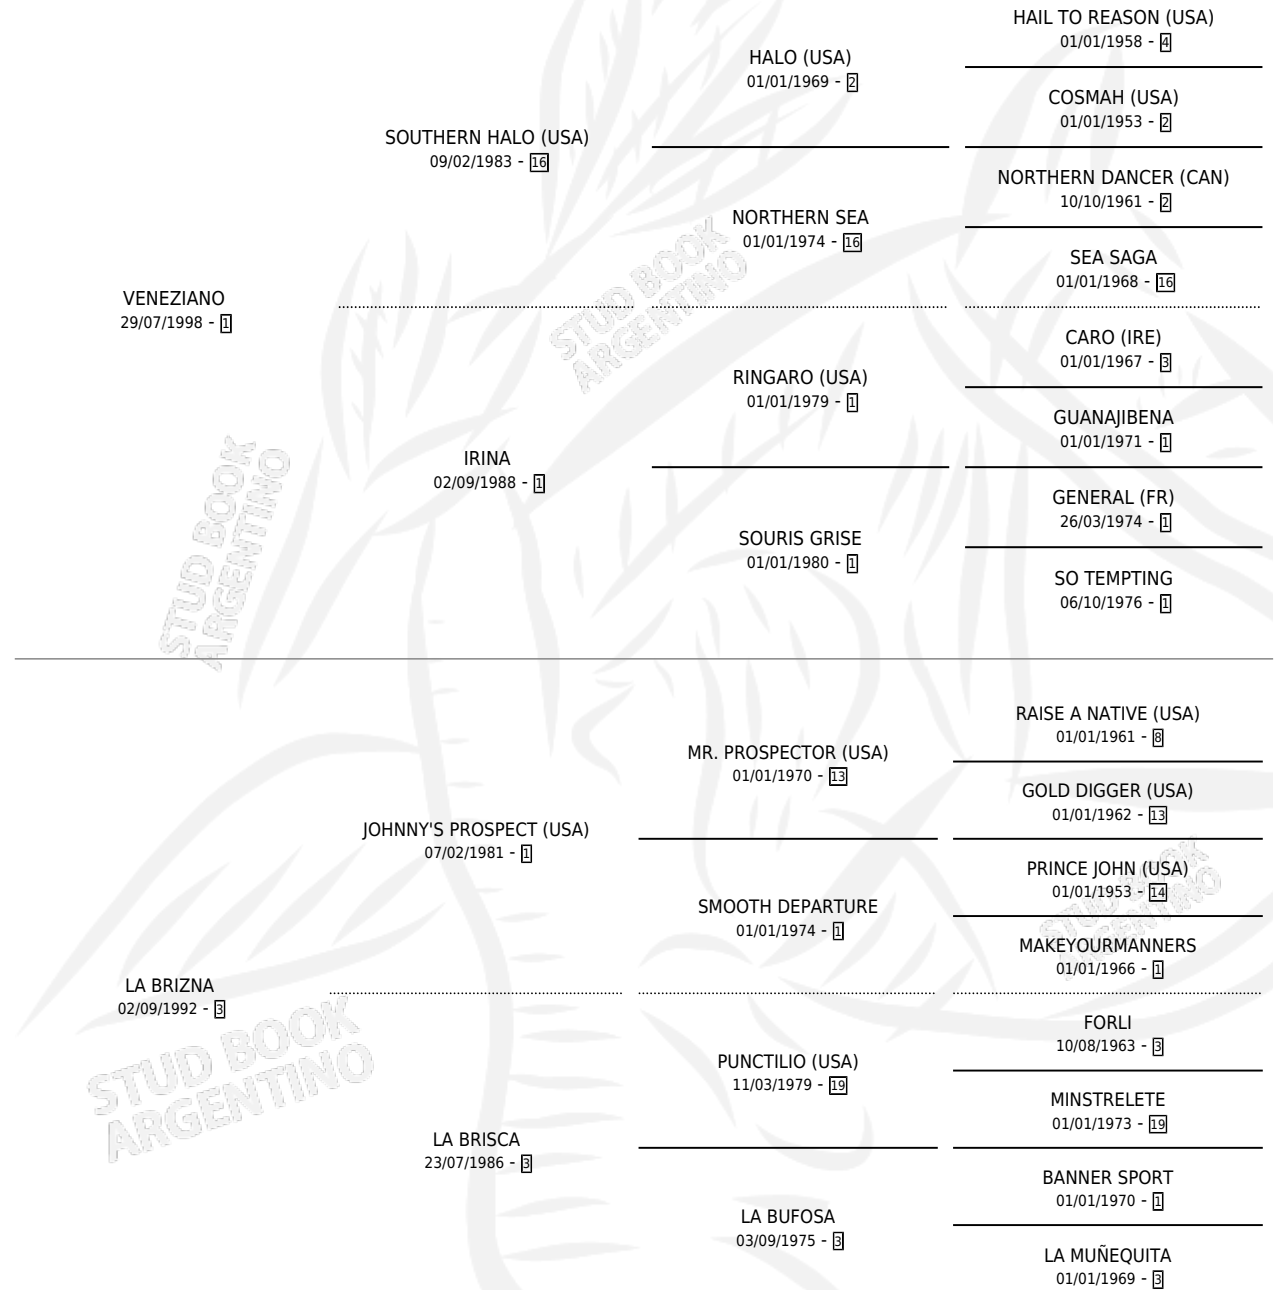 HAIL TO REASON (USA)
01/01/1958 - 4
HALO (USA)
01/01/1969 - 2
COSMAH (USA)
01/01/1953 - 2
SOUTHERN HALO (USA)
09/02/1983 - 16
NORTHERN DANCER (CAN)
10/10/1961 - 2
NORTHERN SEA
01/01/1974 - 16
SEA SAGA
01/01/1968 - 16
VENEZIANO
29/07/1998 - 1
CARO (IRE)
01/01/1967 - 3
RINGARO (USA)
01/01/1979 - 1
GUANAJIBENA
01/01/1971 - 1
IRINA
02/09/1988 - 1
GENERAL (FR)
26/03/1974 - 1
SOURIS GRISE
01/01/1980 - 1
SO TEMPTING
06/10/1976 - 1
RAISE A NATIVE (USA)
01/01/1961 - 8
MR. PROSPECTOR (USA)
01/01/1970 - 13
GOLD DIGGER (USA)
01/01/1962 - 13
JOHNNY'S PROSPECT (USA)
07/02/1981 - 1
PRINCE JOHN (USA)
01/01/1953 - 14
SMOOTH DEPARTURE
01/01/1974 - 1
MAKEYOURMANNERS
01/01/1966 - 1
LA BRIZNA
02/09/1992 - 3
FORLI
10/08/1963 - 3
PUNCTILIO (USA)
11/03/1979 - 19
MINSTRELETE
01/01/1973 - 19
LA BRISCA
23/07/1986 - 3
BANNER SPORT
01/01/1970 - 1
LA BUFOSA
03/09/1975 - 3
LA MUÑEQUITA
01/01/1969 - 3
STUD BOOK
ARGENTINO
STUD BOOK
ARGENTINO
STUD BOOK
ARGENTINO
STUD BOOK
ARGENTINO